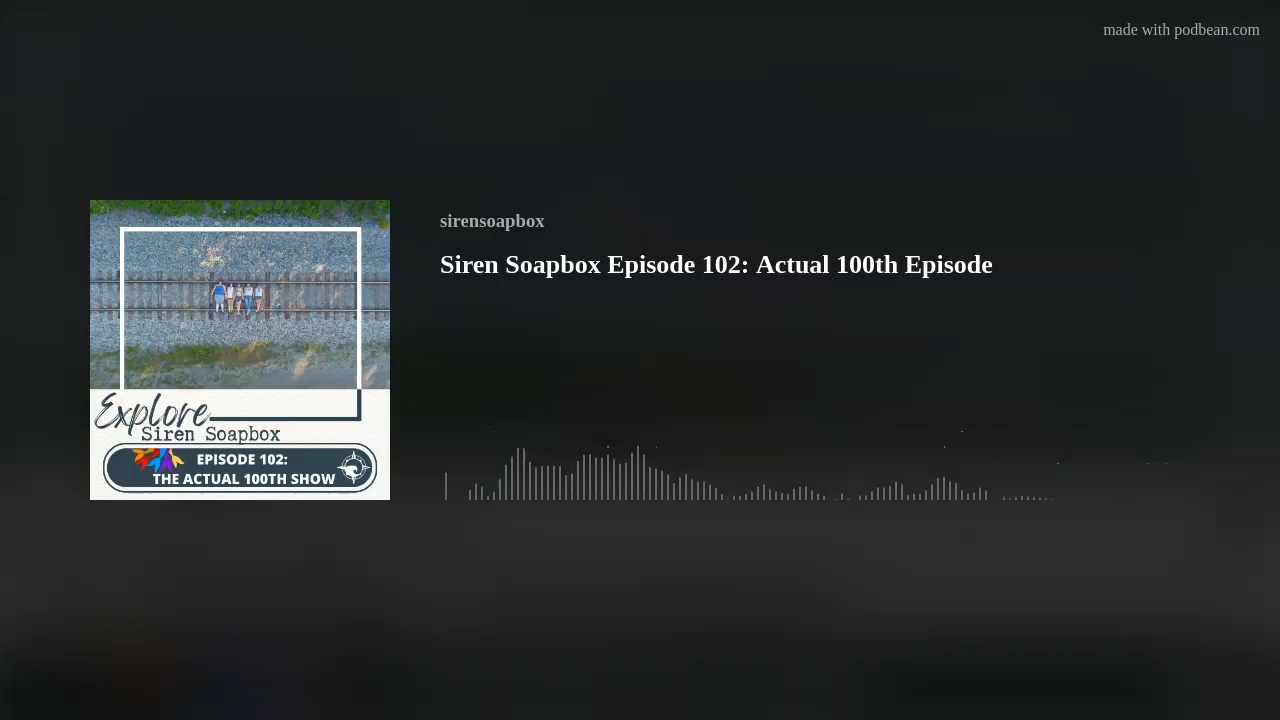 made with podbean.com
sirensoapbox
Siren Soapbox Episode 102: Actual 100th Episode
Explore
Siren Soapbox
EPISODE 102:
THE ACTUAL 100TH SHOW